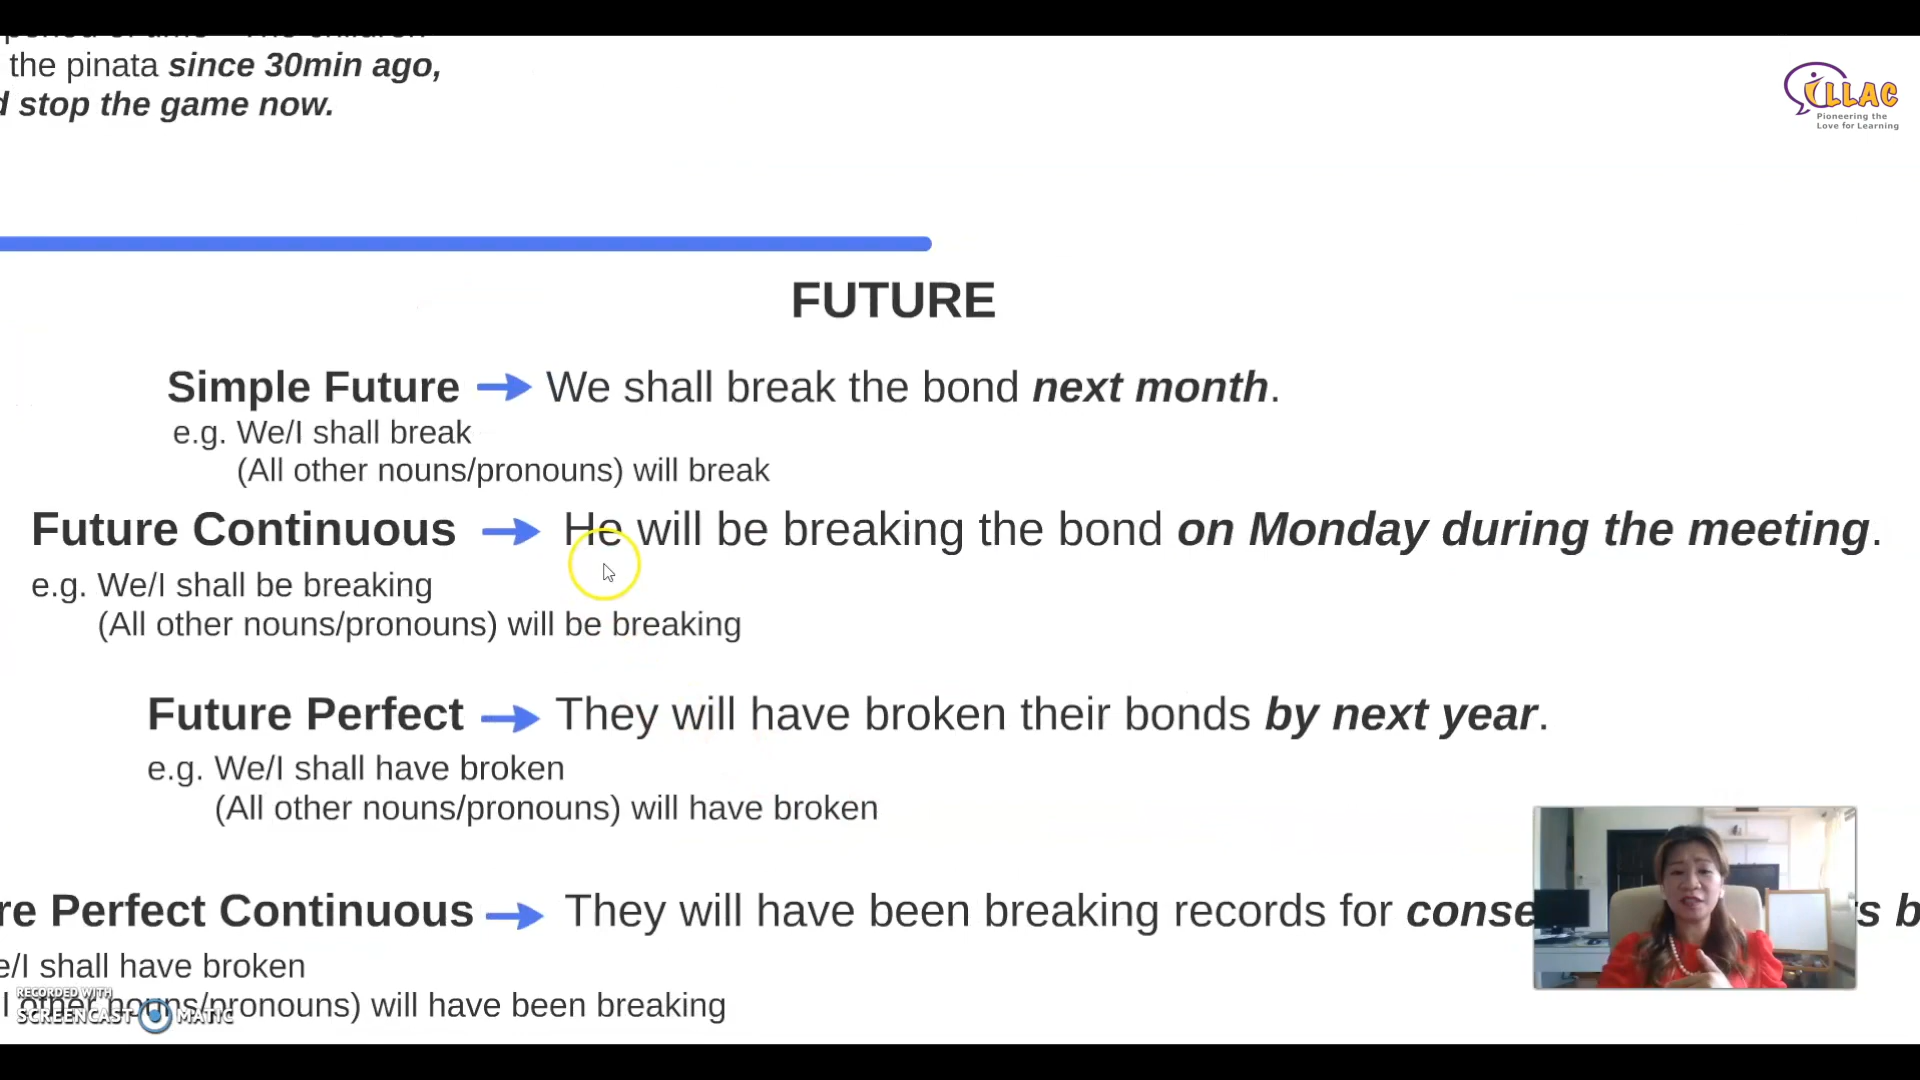 the pinata since 30min ago,
d stop the game now.
iLLAC
Pioneering the
Love for Learning
FUTURE
Simple Future We shall break the bond next month.
e.g. We/I shall break
(All other nouns/pronouns) will break
Future Continuous He will be breaking the bond on Monday during the meeting.
e.g. We/I shall be breaking
(All other nouns/pronouns) will be breaking
Future Perfect They will have broken their bonds by next year.
e.g. We/I shall have broken
(All other nouns/pronouns) will have broken
re Perfect Continuous They will have been breaking records for conse s b
e/I shall have broken
l other nouns/pronouns) will have been breaking
RECORDED WITH
SCREENCAST MATIC